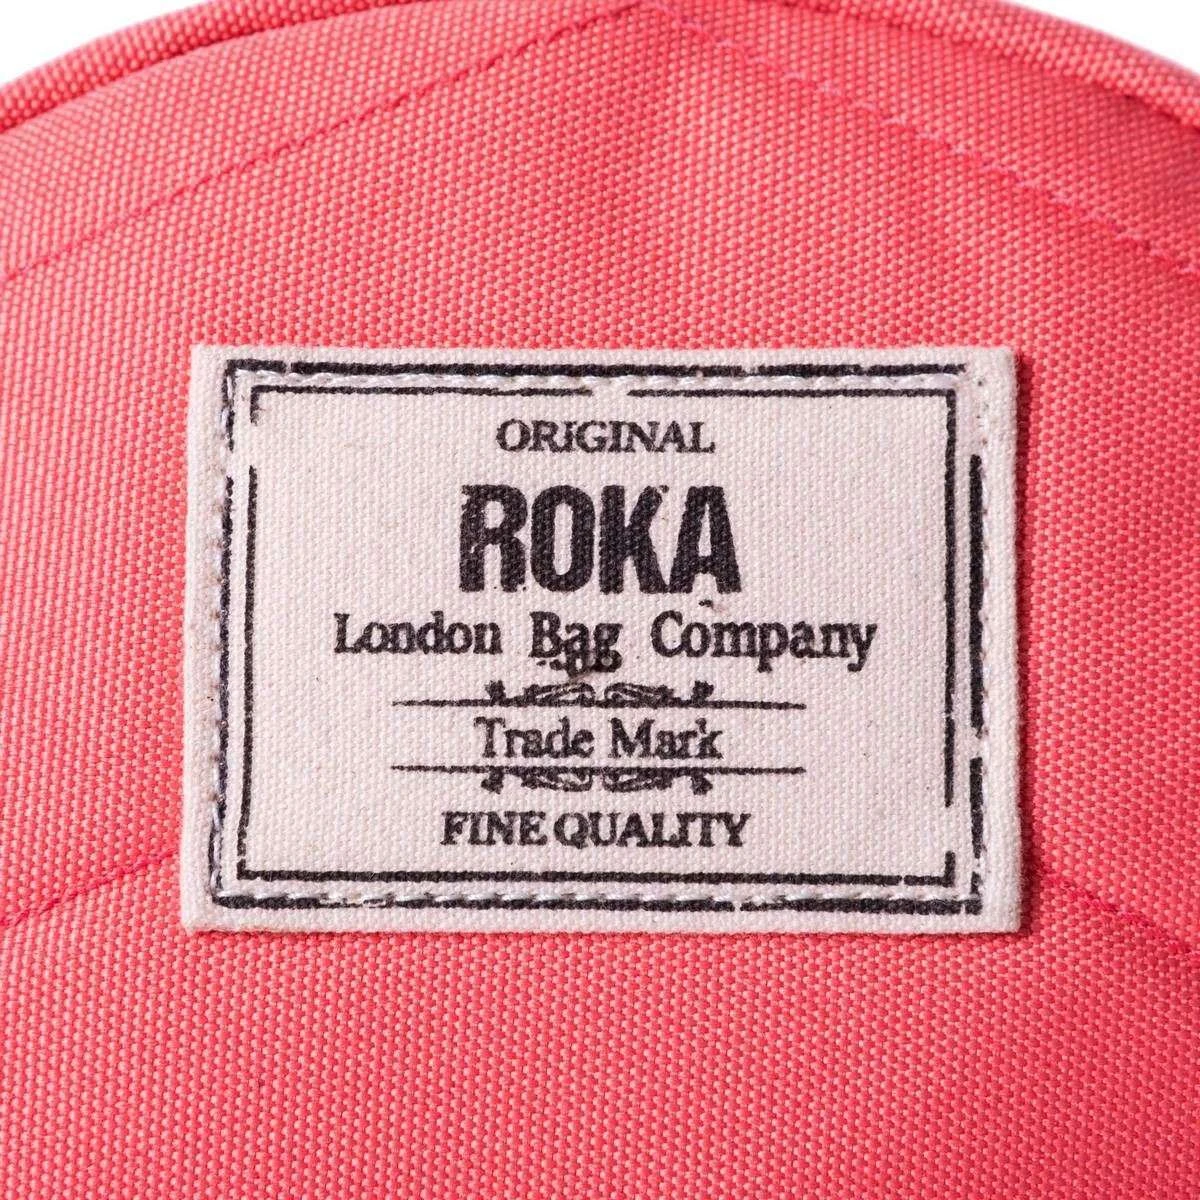 ORIGINAL
ROKA
London Bag Company
Trade Mark
FINE QUALITY